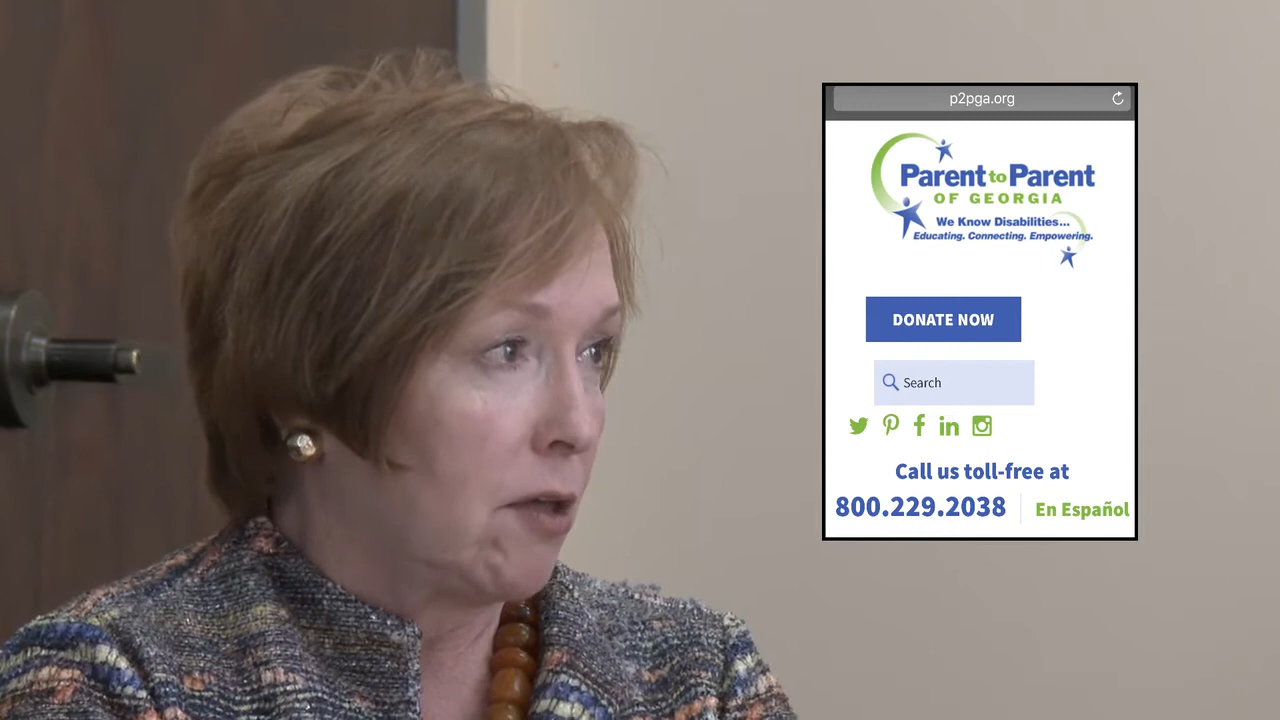 p2pga.org
Parent to Parent
OF GEORGIA
We Know Disabilities...
Educating. Connecting. Empowering.
DONATE NOW
Search
Call us toll-free at
800.229.2038
En Español